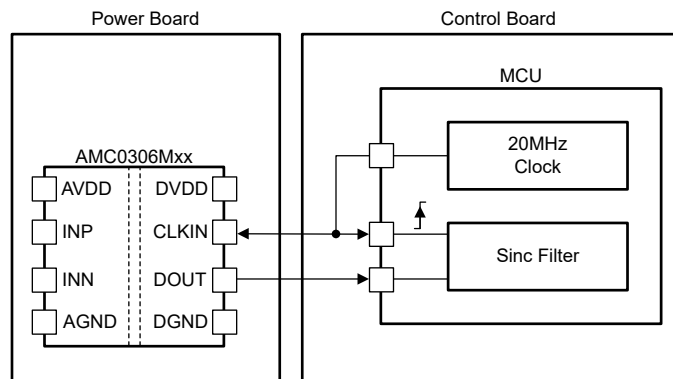 Power Board
Control Board
MCU
20MHz
Clock
AMC0306Mxx
AVDD
DVDD
INP
CLKIN
Sinc Filter
INN
DOUT
AGND
DGND